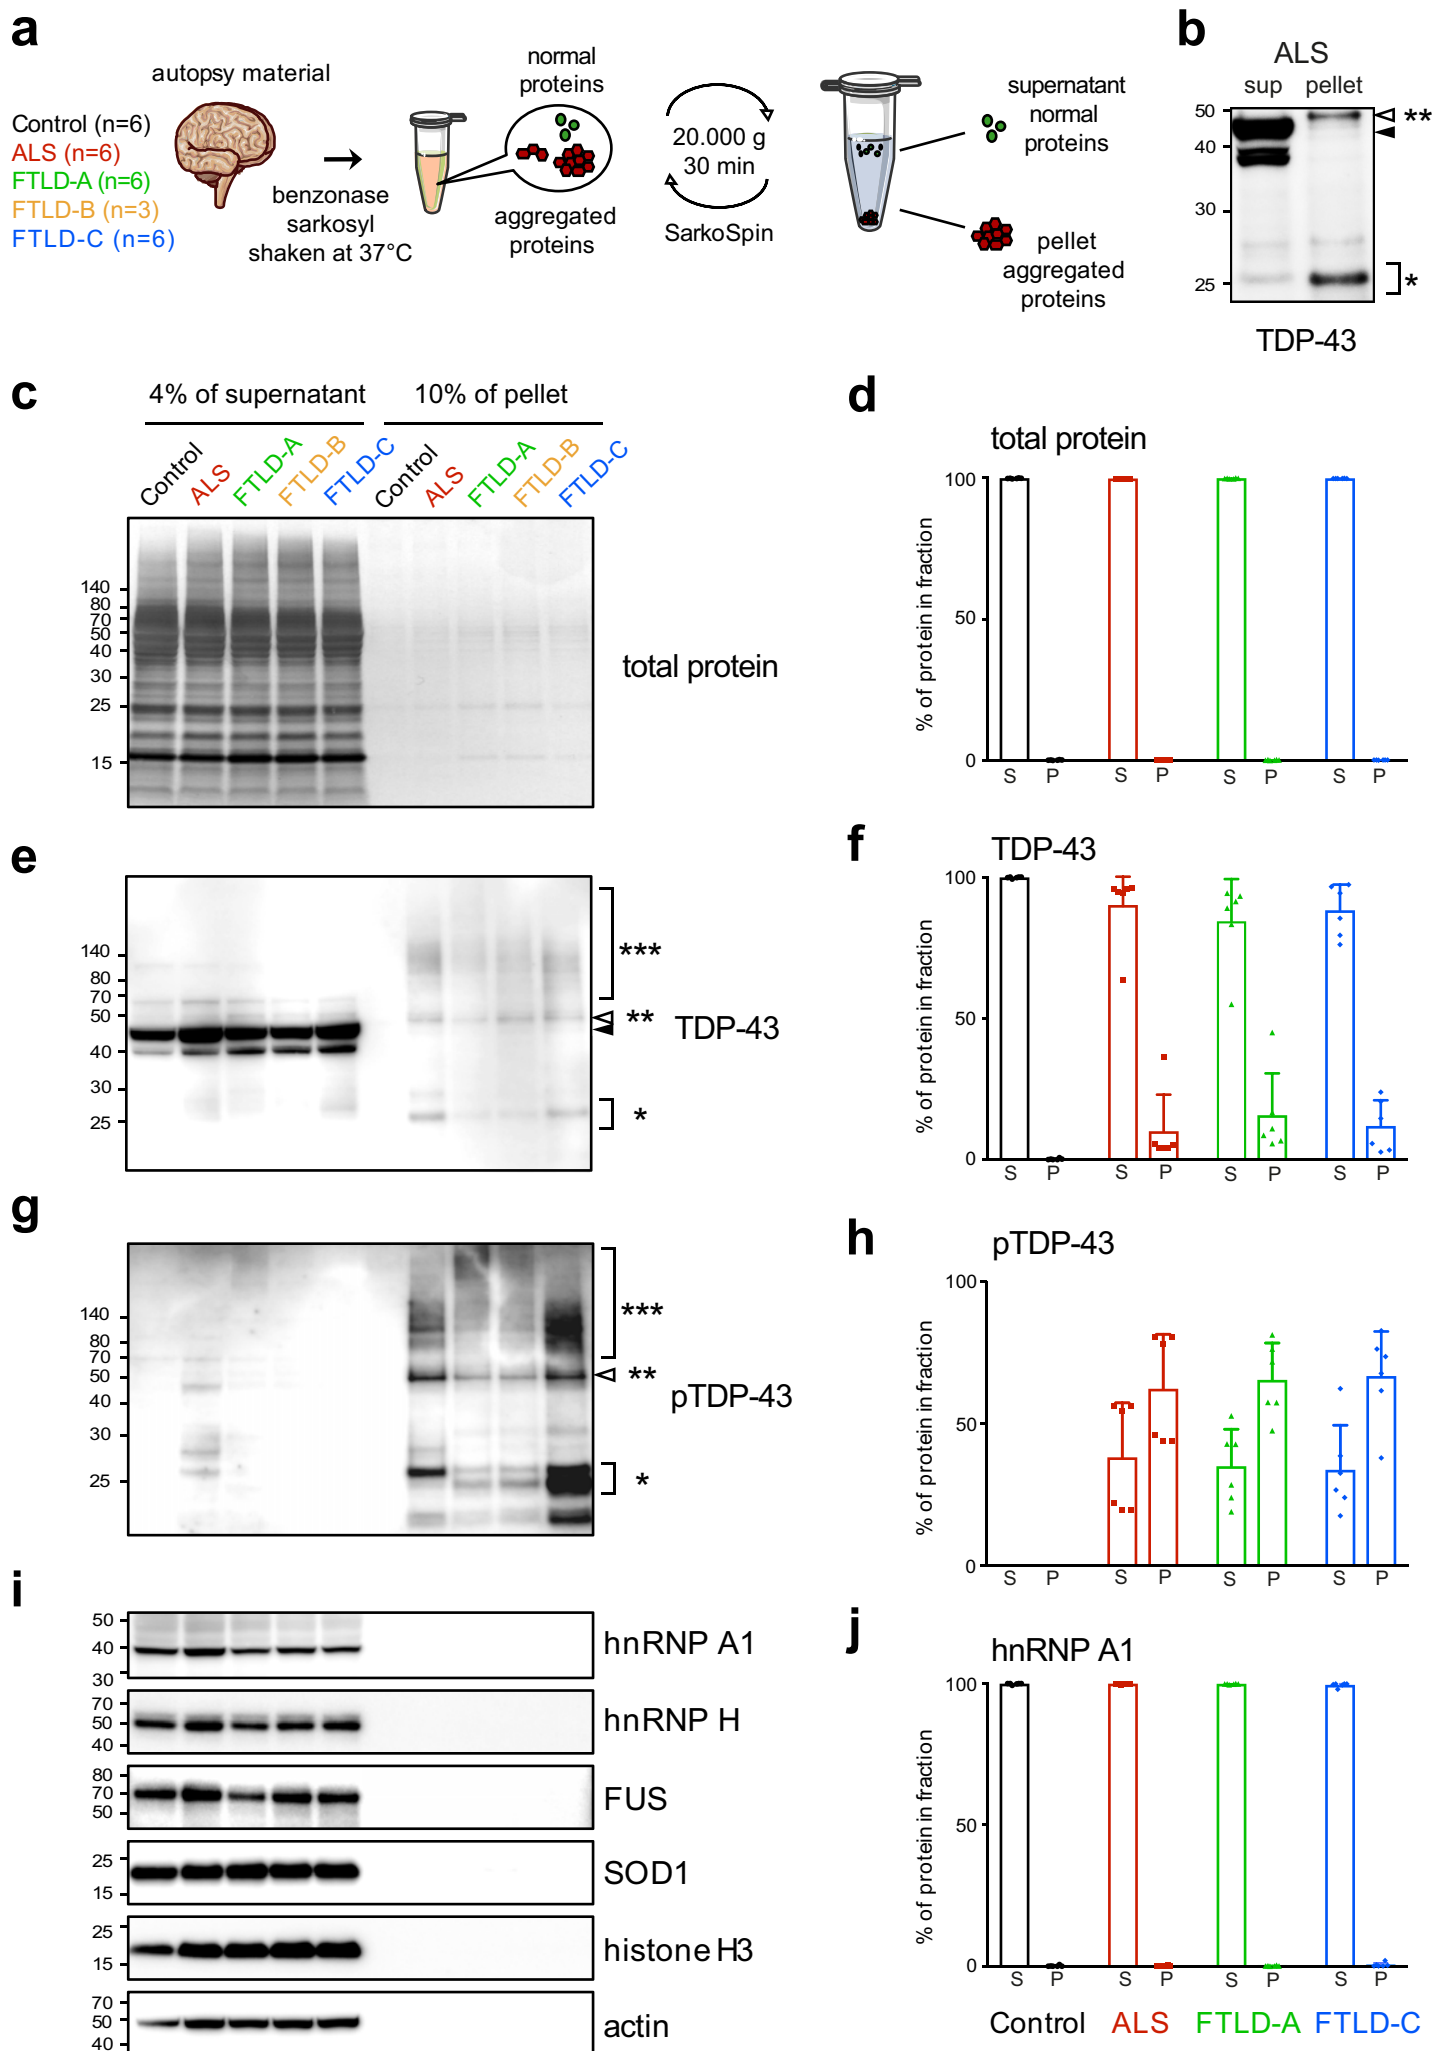 a
autopsy material
Control (n=6)
ALS (n=6)
FTLD-A (n=6)
FTLD-B (n=3)
FTLD-C (n=6)
benzonase
sarkosyl
shaken at 37°C
normal
proteins
aggregated
proteins
20.000 g
30 min
SarkoSpin
supernatant
normal
proteins
pellet
aggregated
proteins
b
ALS
sup pellet
50
40
30
25
**
*
TDP-43
c
4% of supernatant 10% of pellet
Control ALS FTLD-A FTLD-B FTLD-C Control ALS FTLD-A FTLD-B FTLD-C
140
80
70
50
40
30
25
15
total protein
d
total protein
% of protein in fraction
100
50
0
S P S P S P S P
e
140
80
70
50
40
30
25
***
**
*
TDP-43
f
TDP-43
% of protein in fraction
100
50
0
S P S P S P S P
g
140
80
70
50
40
30
25
***
**
*
pTDP-43
h
pTDP-43
% of protein in fraction
100
50
0
S P S P S P S P
i
50
40
30
hnRNP A1
70
50
40
hnRNP H
80
70
50
FUS
25
15
SOD1
25
15
histone H3
70
50
40
actin
j
hnRNP A1
% of protein in fraction
100
50
0
S P S P S P S P
Control ALS FTLD-A FTLD-C